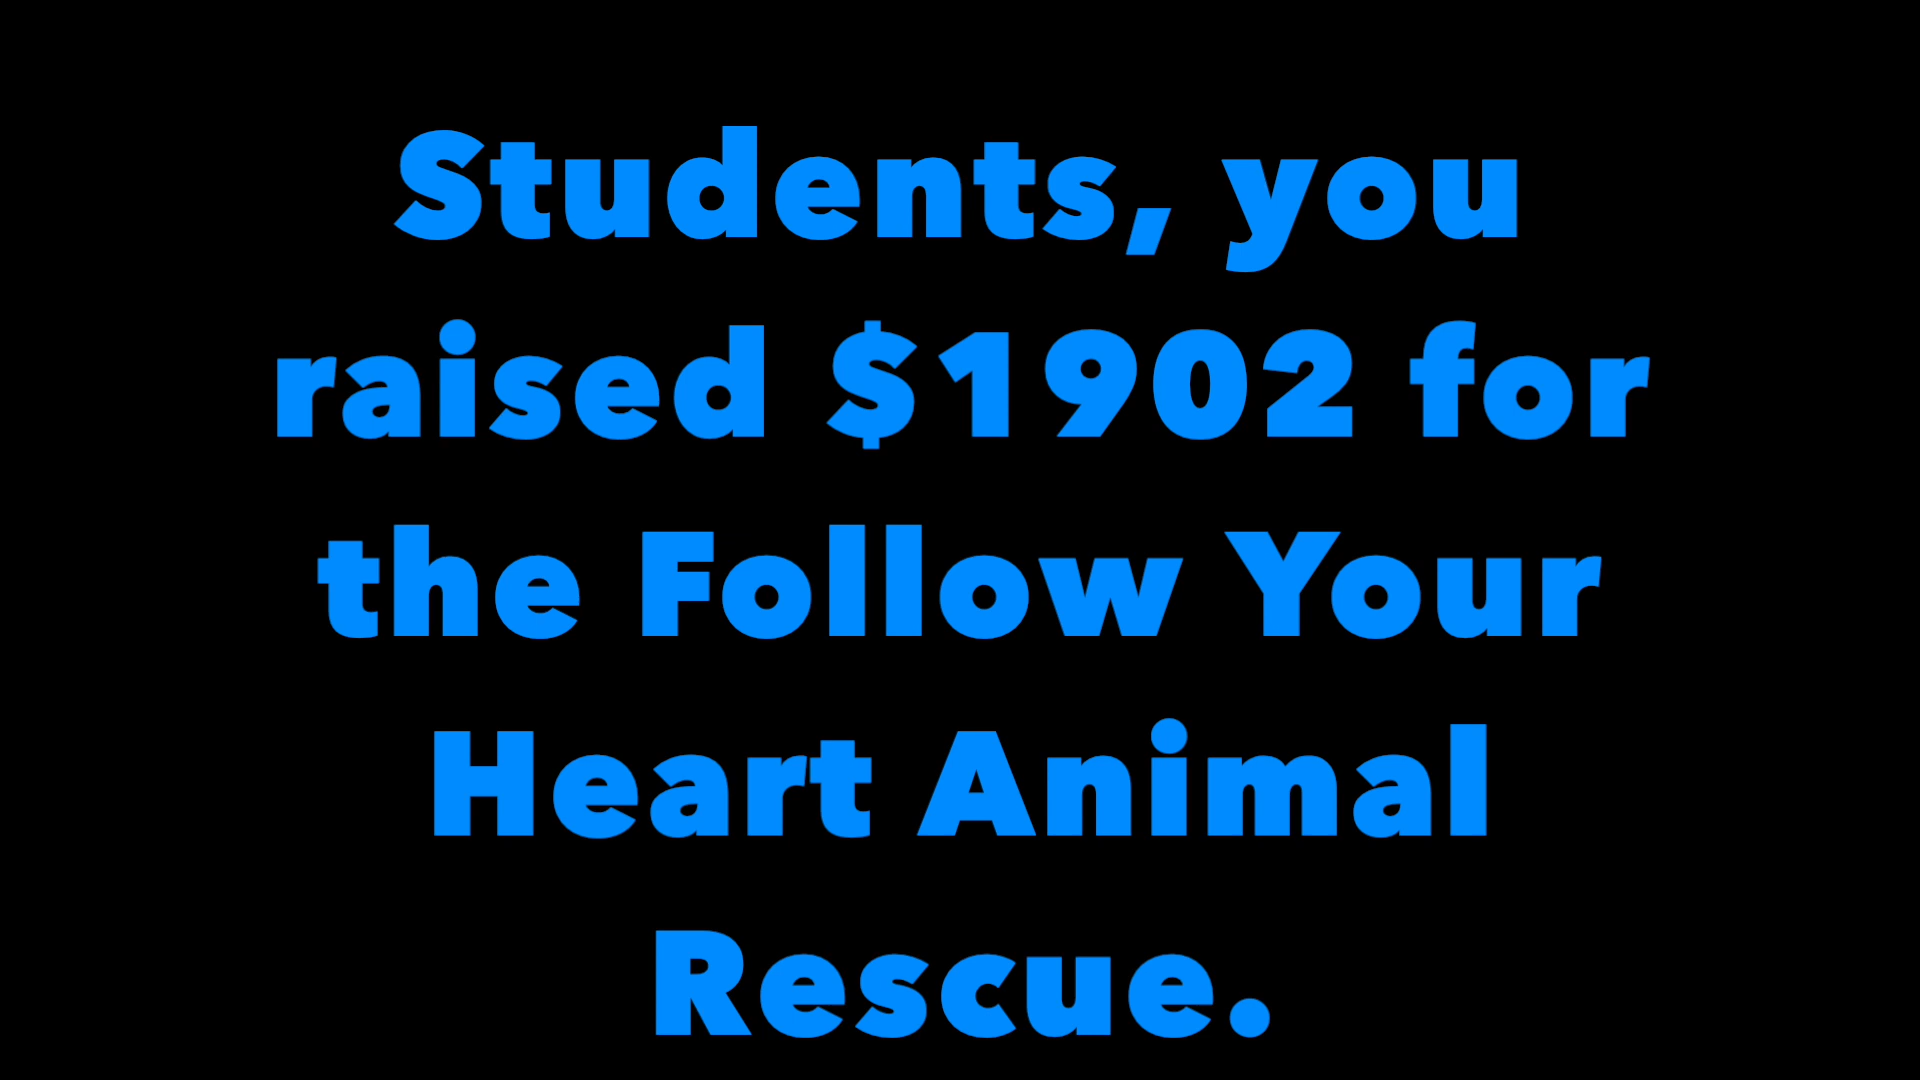 Students, you
raised $1902 for
the Follow Your
Heart Animal
Rescue.